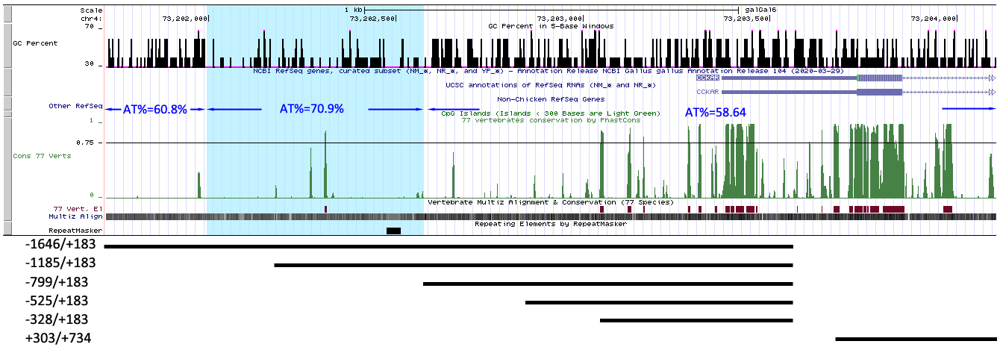 Scale 1 kb galGal6
chr4: 73,202,000 73,202,500 73,203,000 73,203,500 73,204,000
70 GC Percent in 5-Base Windows
GC Percent
30
NCBI RefSeq genes, curated subset (NM_*, NR_*, and YP_*) - Annotation Release NCBI Gallus gallus Annotation Release 104 (2020-03-29)
CCKAR
UCSC annotations of RefSeq RNAs (NM_* and NR_*)
CCKAR
Non-Chicken RefSeq Genes
Other RefSeq
AT%=60.8% AT%=70.9% AT%=58.64
CpG Islands (Islands < 300 Bases are Light Green)
1 77 vertebrates conservation by PhastCons
0.75
Cons 77 Verts
0
Vertebrate Multiz Alignment & Conservation (77 Species)
77 Vert. El
Multiz Align
Repeating Elements by RepeatMasker
RepeatMasker
-1646/+183
-1185/+183
-799/+183
-525/+183
-328/+183
+303/+734